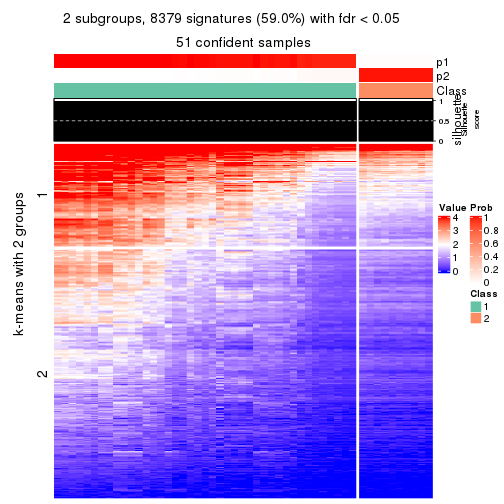 2 subgroups, 8379 signatures (59.0%) with fdr < 0.05
51 confident samples
p1
p2
Class
1
0.5
0
silhouette
Silhouette
score
k-means with 2 groups
1
2
Value
4
3
2
1
0
Prob
1
0.8
0.6
0.4
0.2
0
Class
1
2